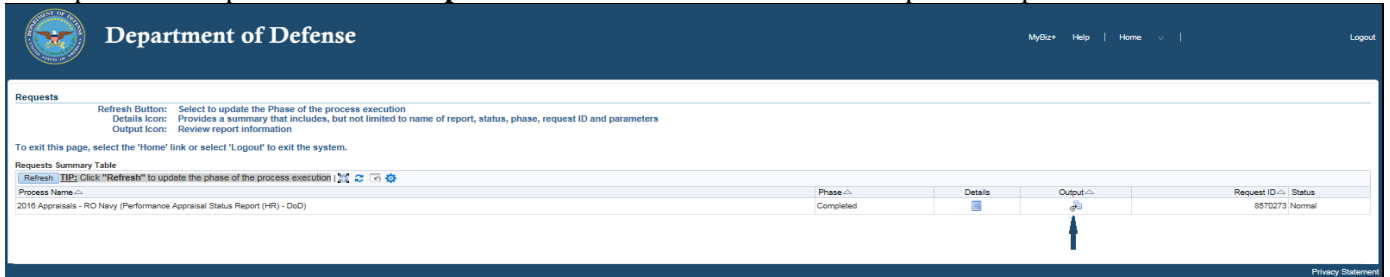 Department of Defense
MyBiz+ Help | Home | Logout
Requests
Refresh Button: Select to update the Phase of the process execution
Details Icon: Provides a summary that includes, but not limited to name of report, status, phase, request ID and parameters
Output Icon: Review report information
To exit this page, select the 'Home' link or select 'Logout' to exit the system.
Requests Summary Table
Refresh TIP: Click "Refresh" to update the phase of the process execution |
Process Name Phase Details Output Request ID Status
2016 Appraisals - RO Navy (Performance Appraisal Status Report (HR) - DoD) Completed 8570273 Normal
Privacy Statement